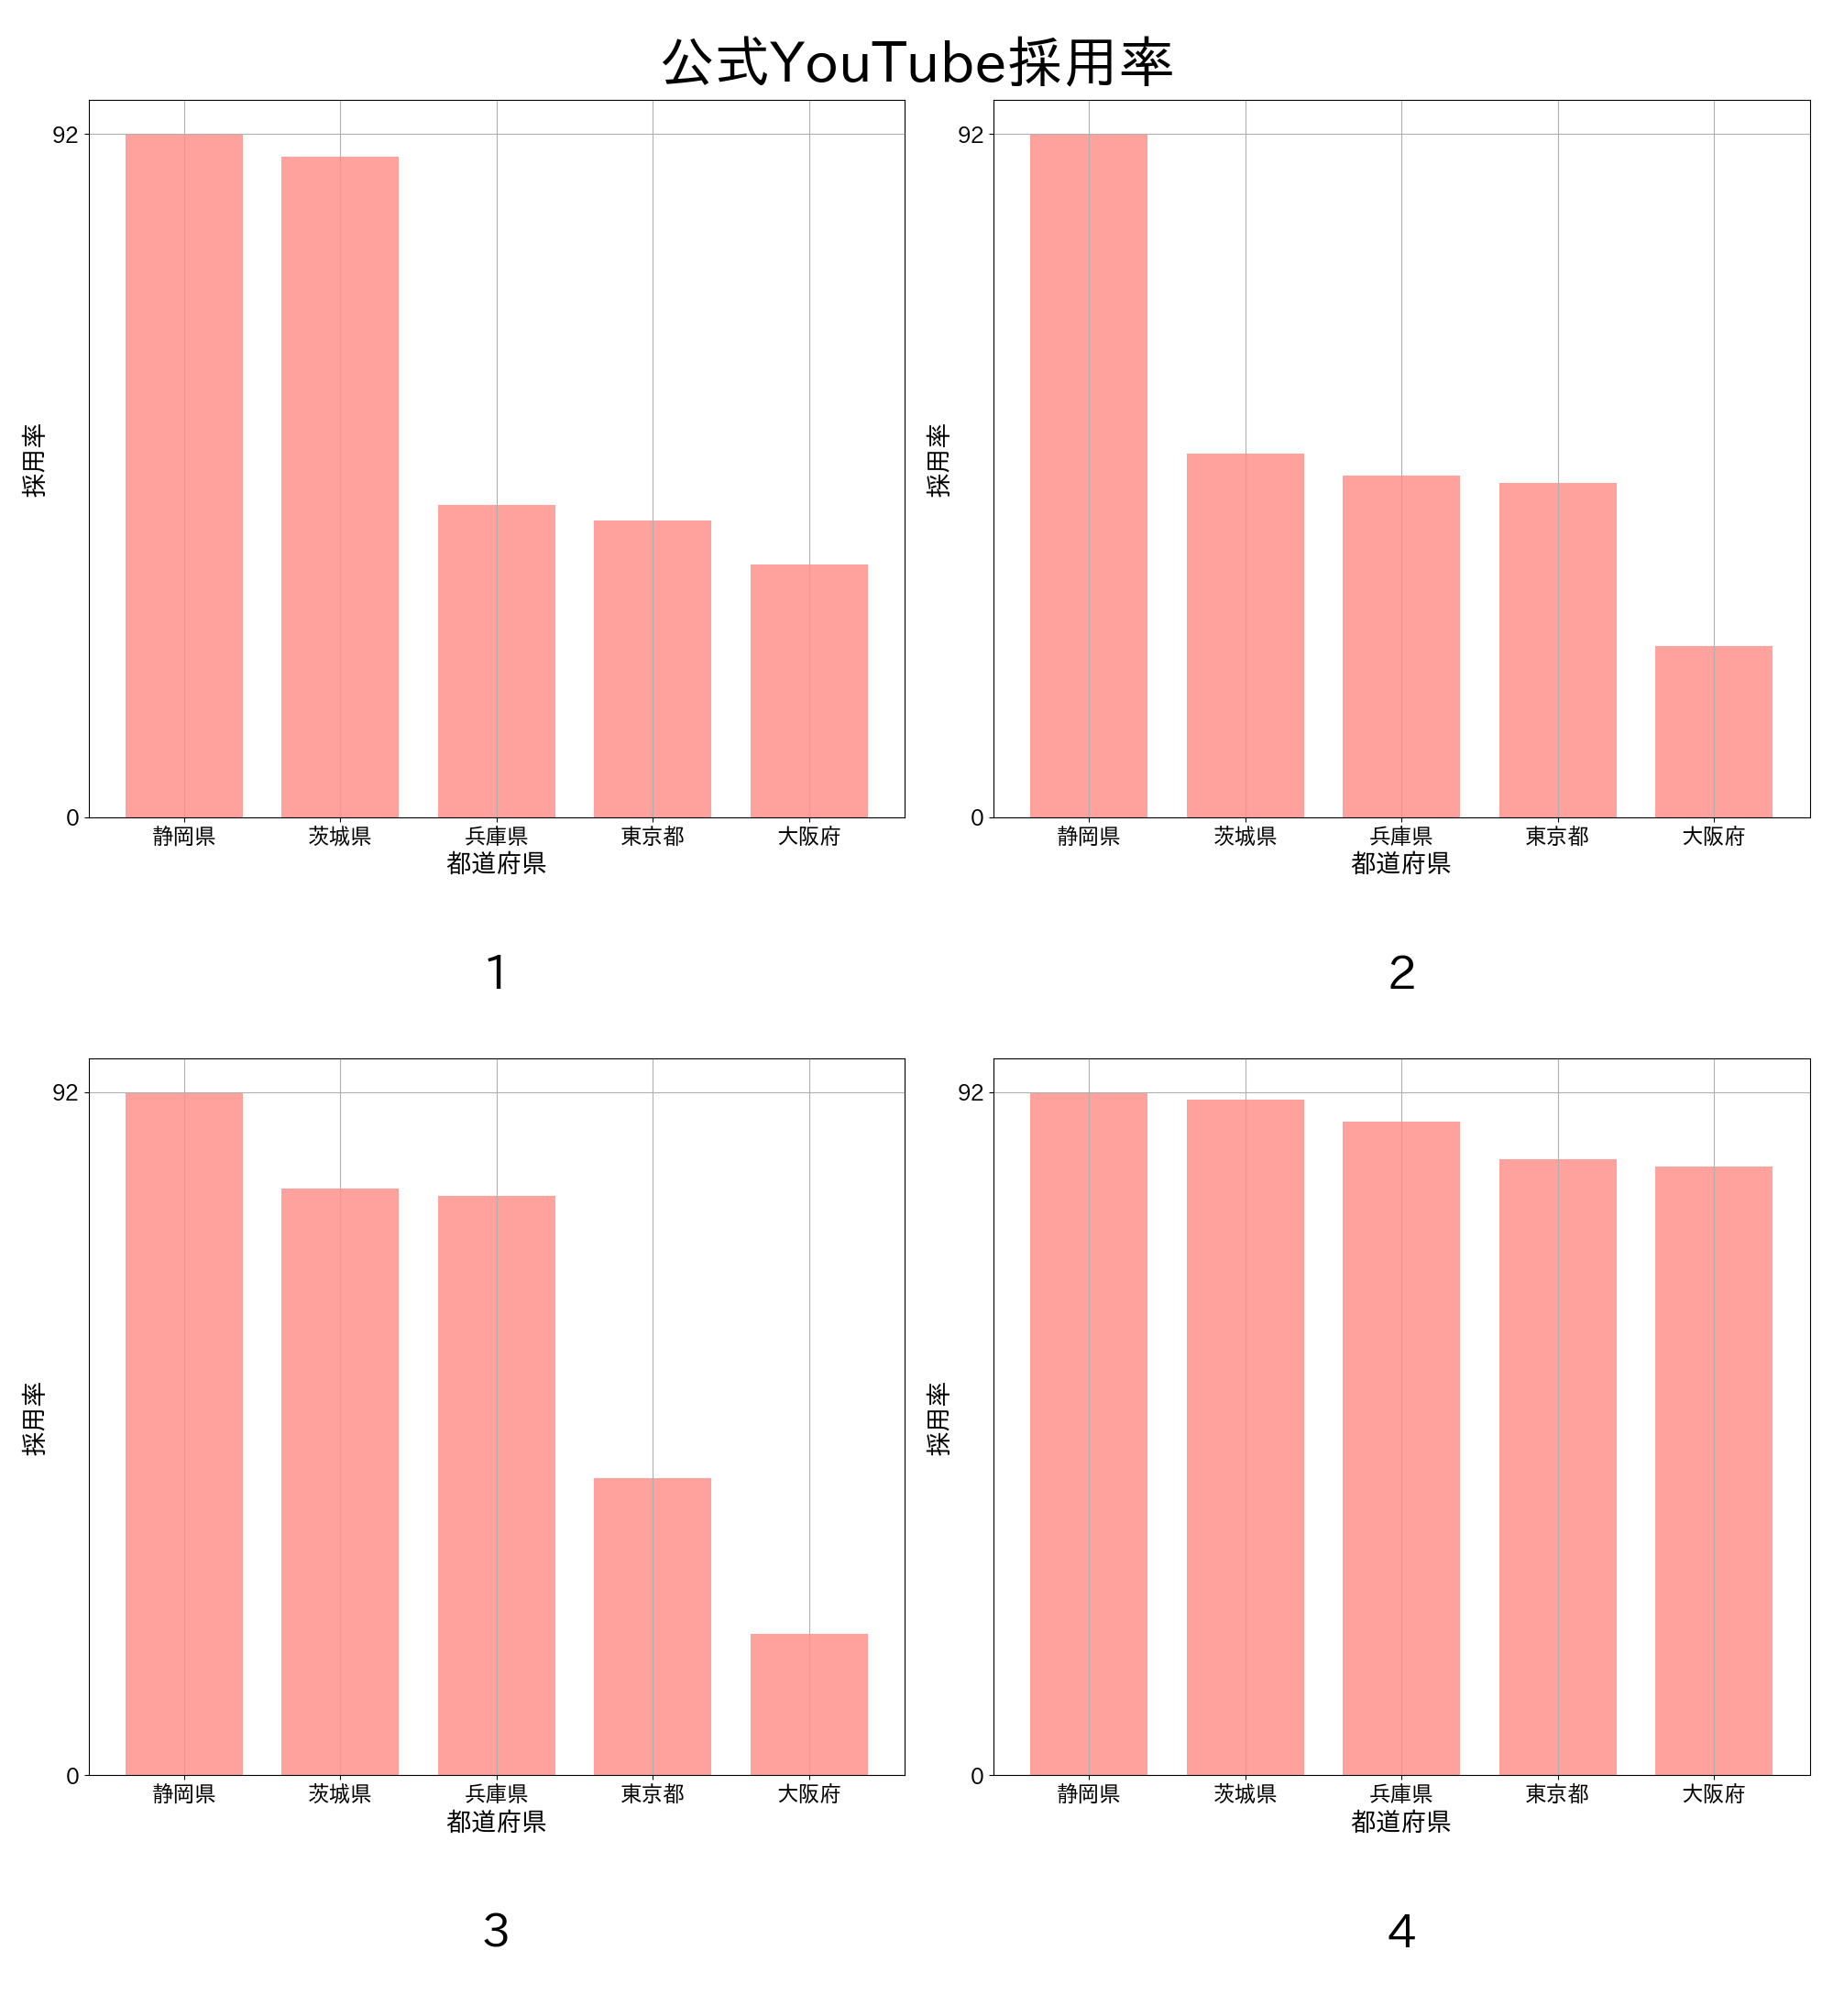 公式YouTube採用率
92
採用率
0
静岡県 茨城県 兵庫県 東京都 大阪府
都道府県
1
92
採用率
0
静岡県 茨城県 兵庫県 東京都 大阪府
都道府県
2
92
採用率
0
静岡県 茨城県 兵庫県 東京都 大阪府
都道府県
3
92
採用率
0
静岡県 茨城県 兵庫県 東京都 大阪府
都道府県
4